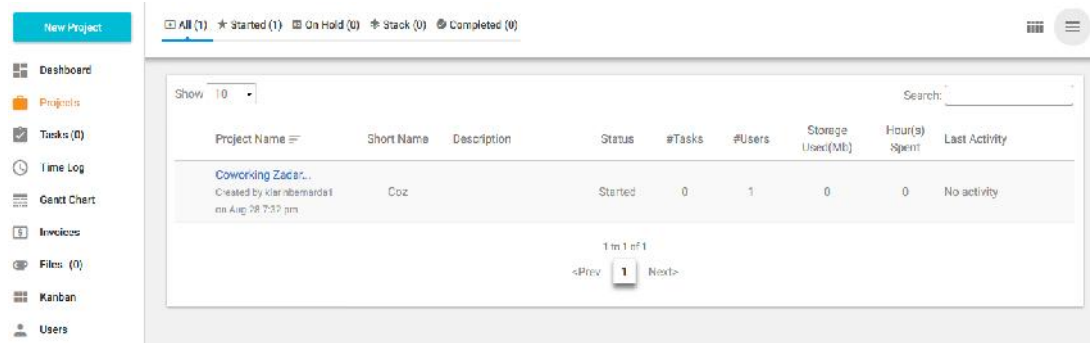 New Project
Dashboard
Projects
Tasks (0)
Time Log
Gantt Chart
Invoices
Files (0)
Kanban
Users
All (1) Started (1) On Hold (0) Stack (0) Completed (0)
Show 10
Search:
Project Name Short Name Description Status #Tasks #Users Storage Used(Mb) Hour(s) Spent Last Activity
Coworking Zadar...
Created by klarinbernarda1
on Aug 28 7:32 pm
Coz Started 0 1 0 0 No activity
1 to 1 of 1
<Prev 1 Next>